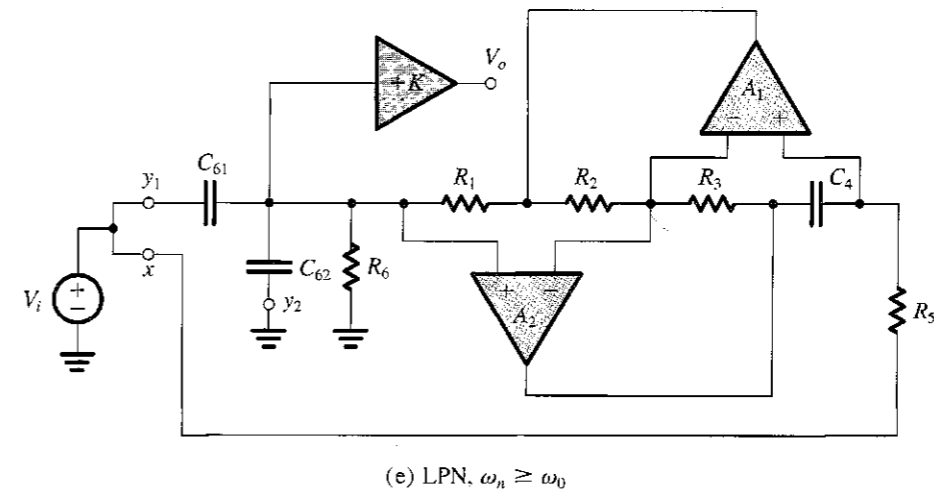 V_o
+ K
A_1
− +
C_61
R_1
R_2
R_3
C_4
y_1
x
C_62
R_6
+ −
A_2
y_2
V_i
+
−
R_5
(e) LPN, ω_n ≥ ω_0